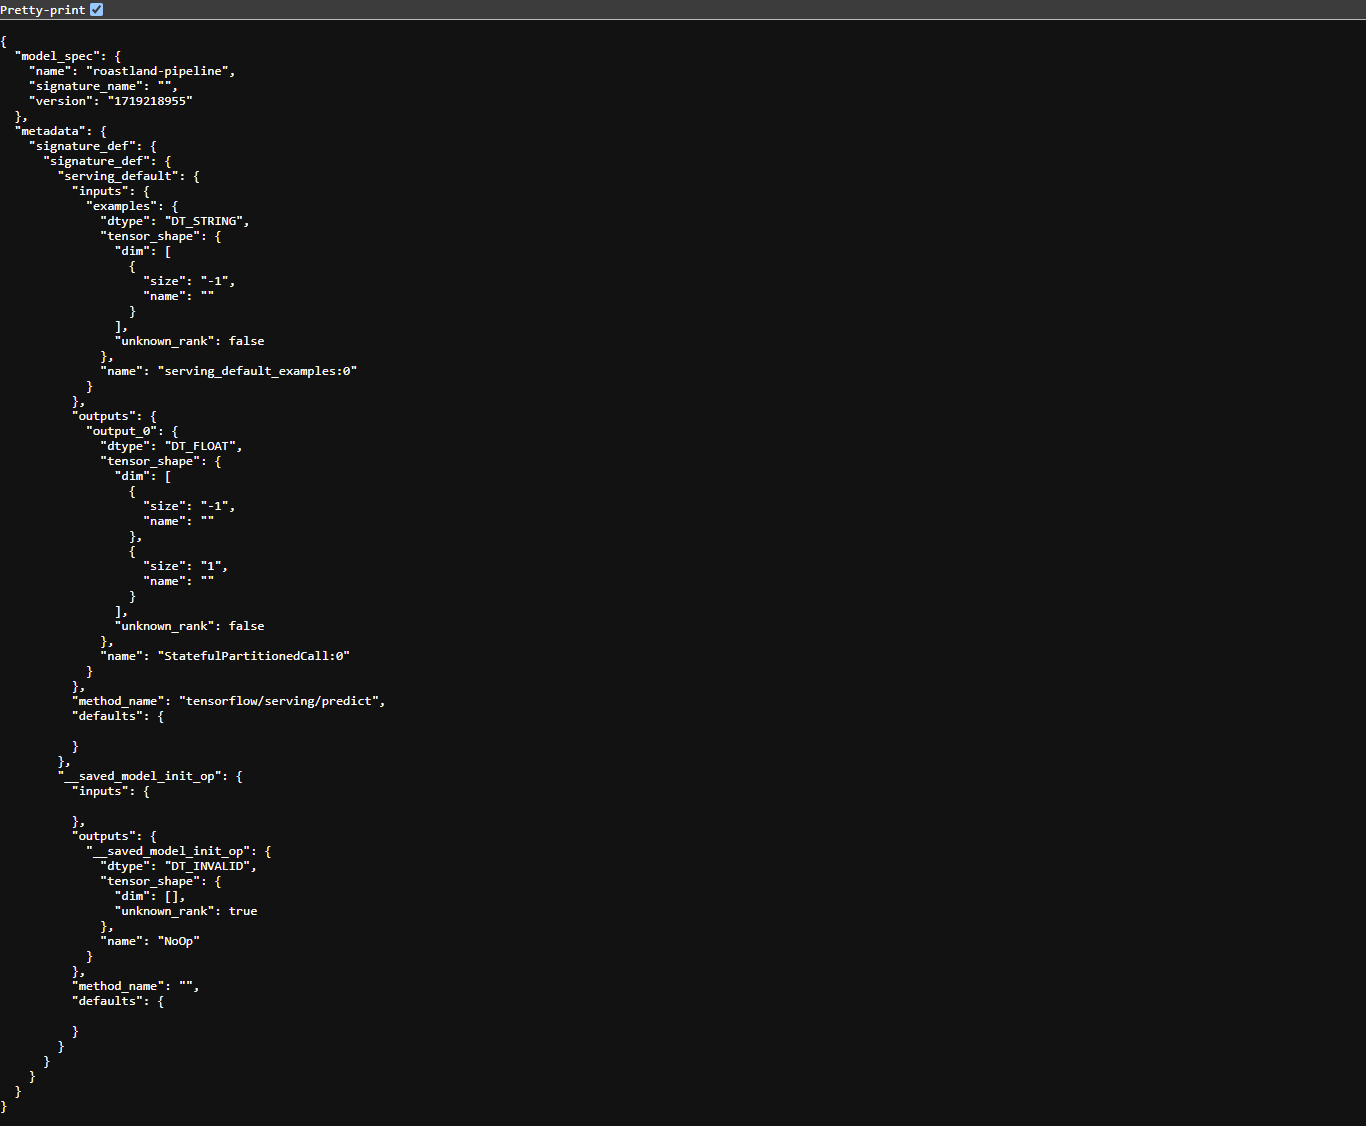 Pretty-print
{
  "model_spec": {
    "name": "roastland-pipeline",
    "signature_name": "",
    "version": "1719218955"
  },
  "metadata": {
    "signature_def": {
      "signature_def": {
        "serving_default": {
          "inputs": {
            "examples": {
              "dtype": "DT_STRING",
              "tensor_shape": {
                "dim": [
                  {
                    "size": "-1",
                    "name": ""
                  }
                ],
                "unknown_rank": false
              },
              "name": "serving_default_examples:0"
            }
          },
          "outputs": {
            "output_0": {
              "dtype": "DT_FLOAT",
              "tensor_shape": {
                "dim": [
                  {
                    "size": "-1",
                    "name": ""
                  },
                  {
                    "size": "1",
                    "name": ""
                  }
                ],
                "unknown_rank": false
              },
              "name": "StatefulPartitionedCall:0"
            }
          },
          "method_name": "tensorflow/serving/predict",
          "defaults": {

          }
        },
        "__saved_model_init_op": {
          "inputs": {

          },
          "outputs": {
            "__saved_model_init_op": {
              "dtype": "DT_INVALID",
              "tensor_shape": {
                "dim": [],
                "unknown_rank": true
              },
              "name": "NoOp"
            }
          },
          "method_name": "",
          "defaults": {

          }
        }
      }
    }
  }
}